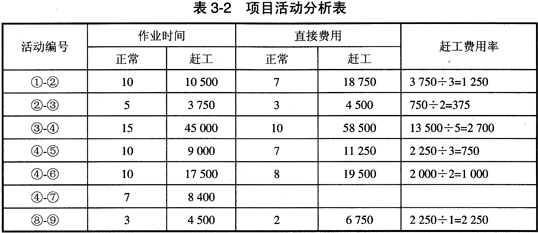 表 3-2 项目活动分析表
活动编号 作业时间 直接费用 赶工费用率
正常 赶工 正常 赶工
①-② 10 10 500 7 18 750 3 750÷3=1 250
②-③ 5 3 750 3 4 500 750÷2=375
③-④ 15 45 000 10 58 500 13 500÷5=2 700
④-⑤ 10 9 000 7 11 250 2 250÷3=750
④-⑥ 10 17 500 8 19 500 2 000÷2=1 000
④-⑦ 7 8 400
⑧-⑨ 3 4 500 2 6 750 2 250÷1=2 250